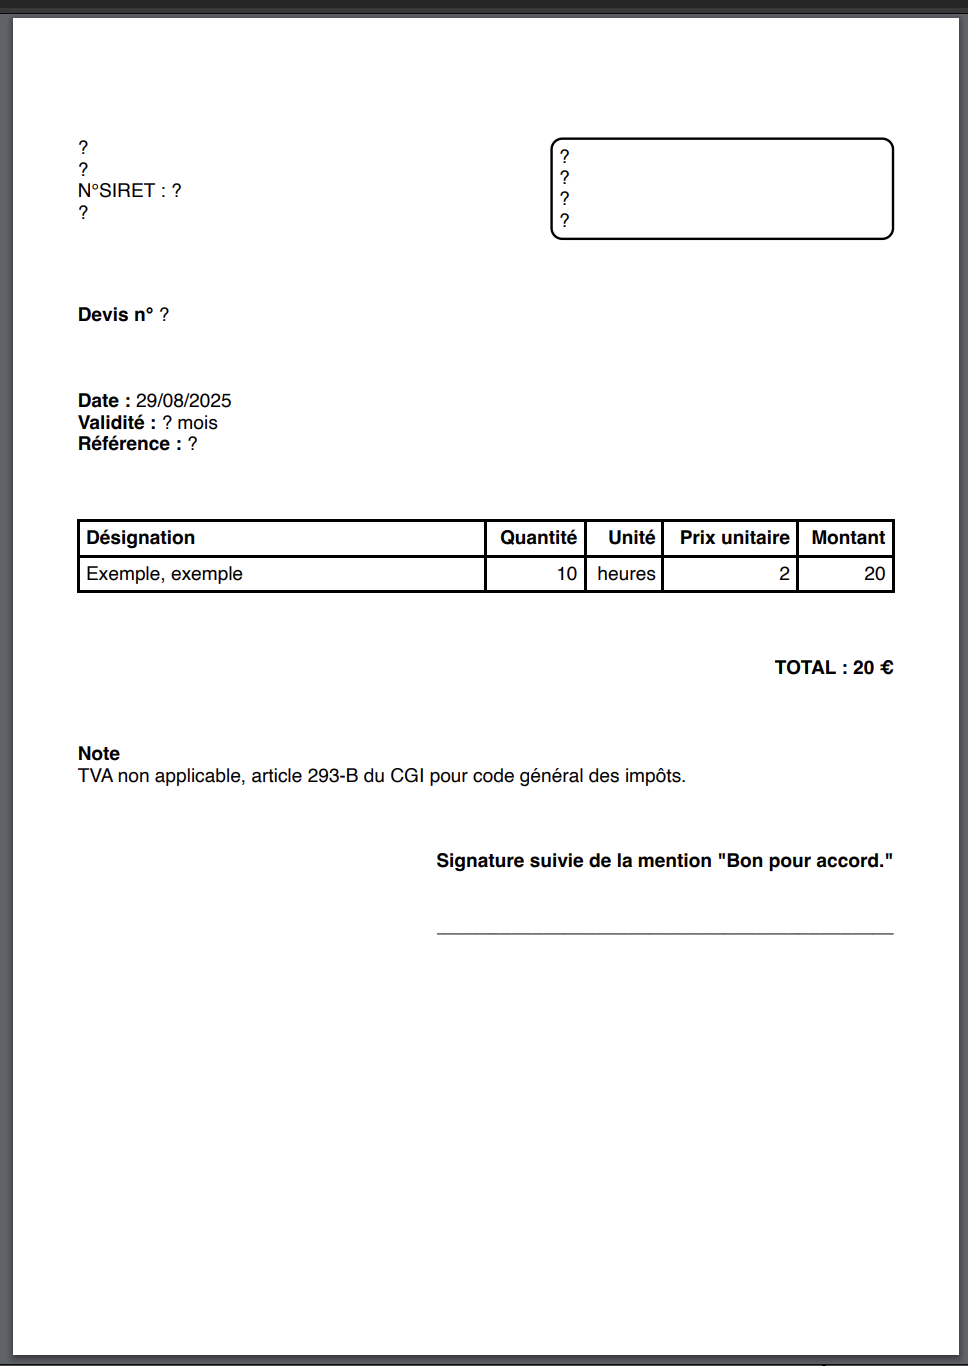 ?
?
N°SIRET : ?
?
?
?
?
?
Devis n° ?
Date : 29/08/2025
Validité : ? mois
Référence : ?
Désignation Quantité Unité Prix unitaire Montant
Exemple, exemple 10 heures 2 20
TOTAL : 20 €
Note
TVA non applicable, article 293-B du CGI pour code général des impôts.
Signature suivie de la mention "Bon pour accord."